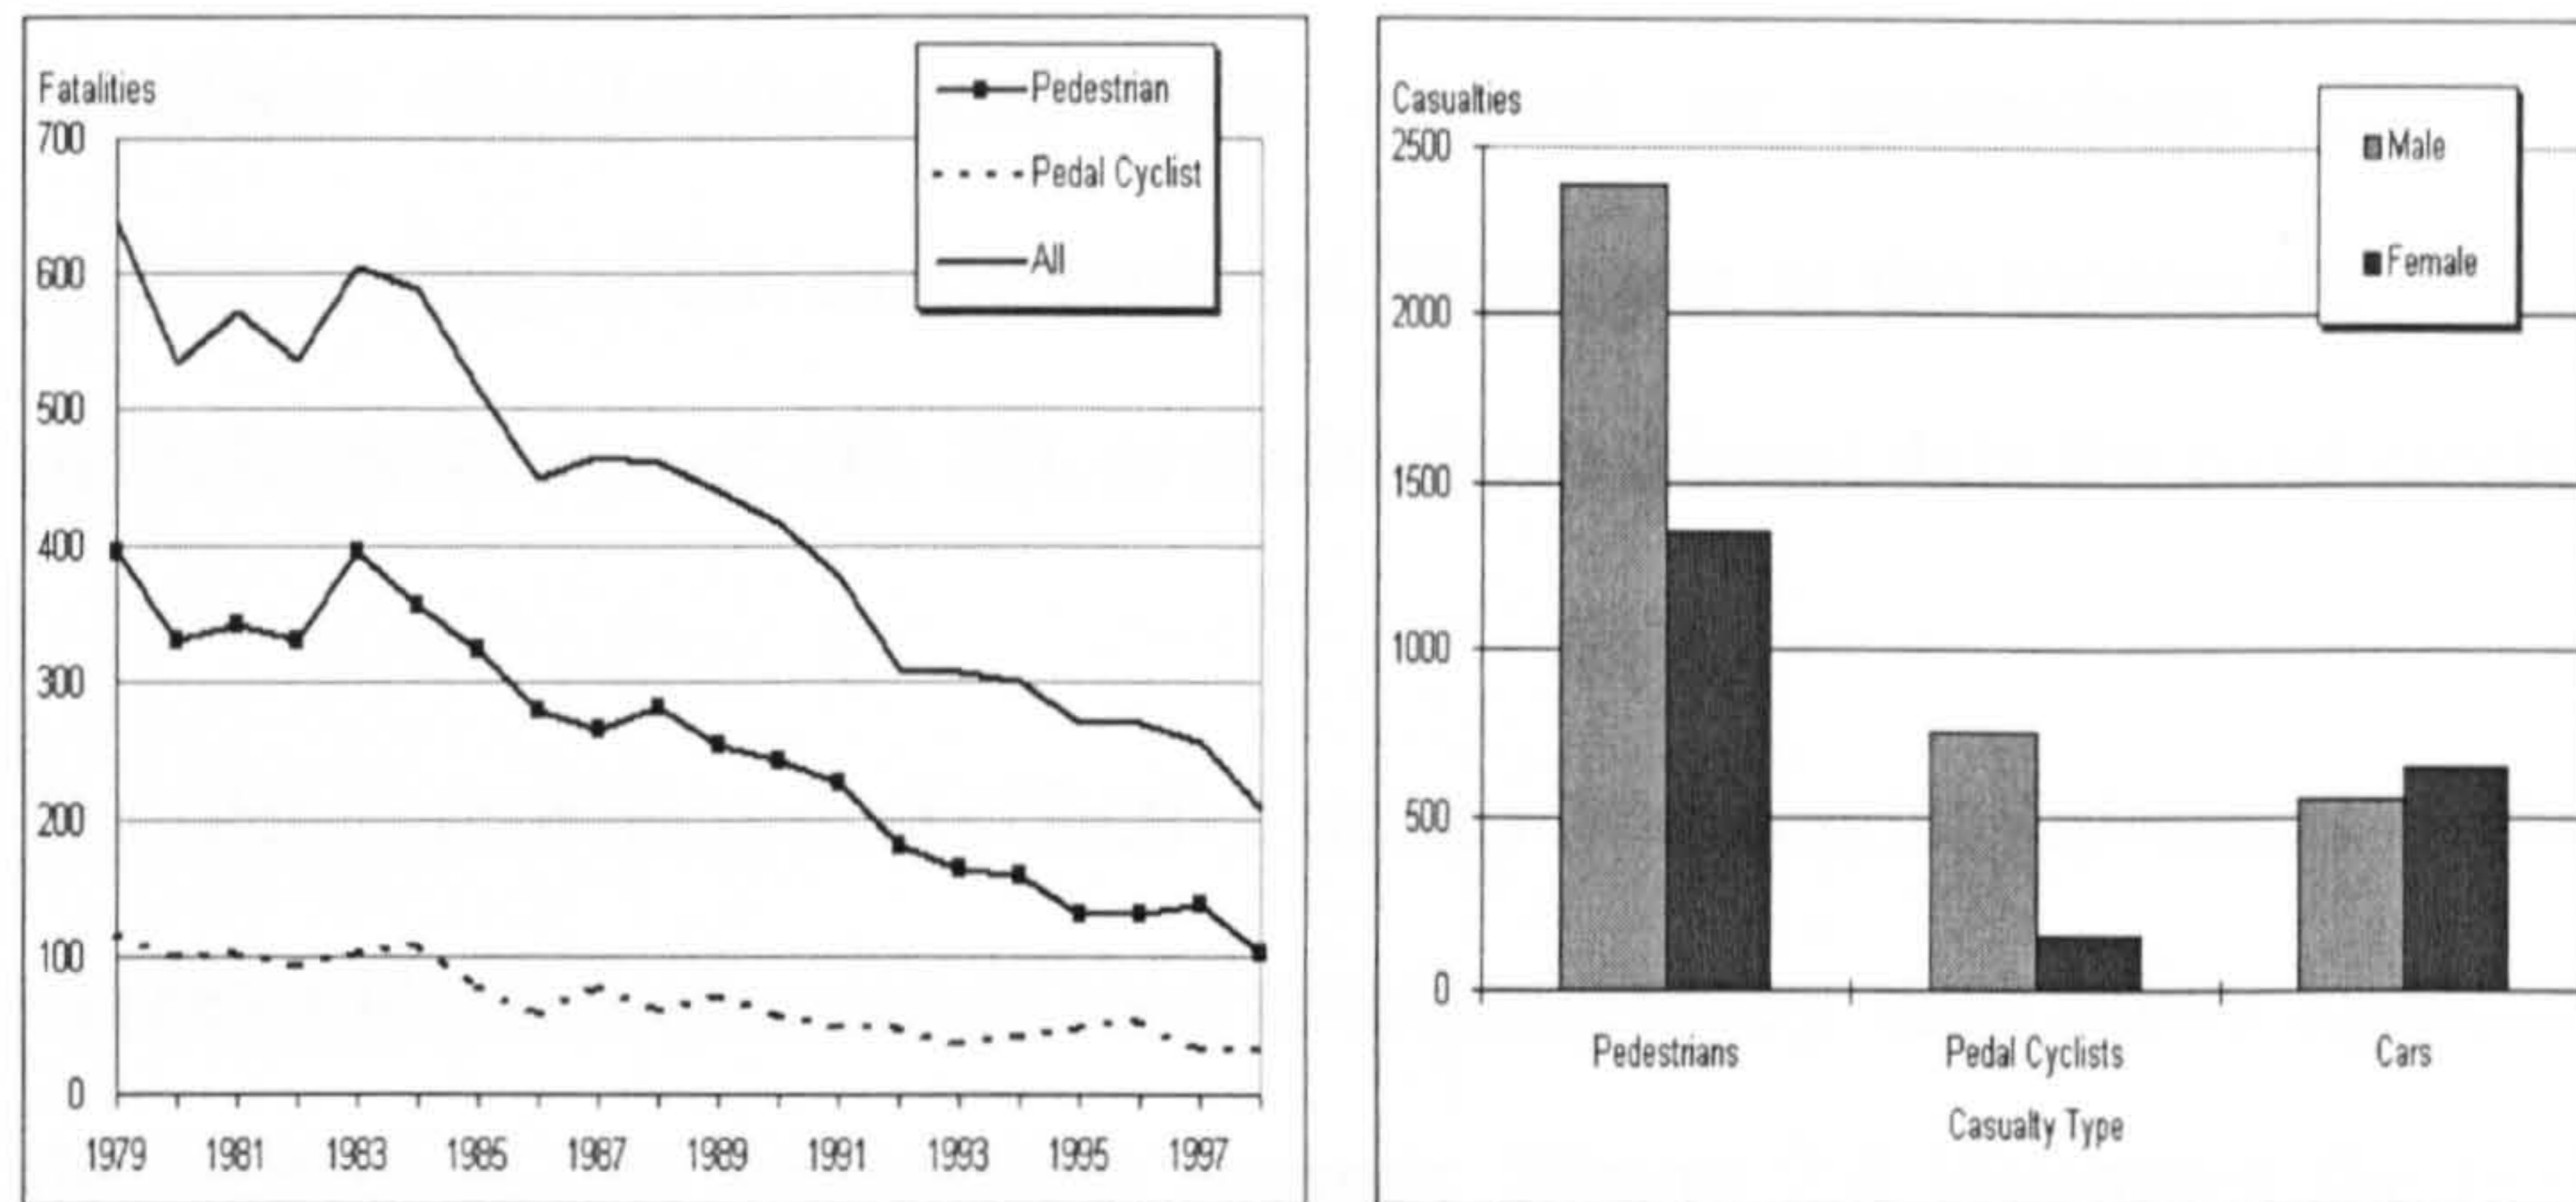 Fatalities
700
600
500
400
300
200
100
0
1979 1981 1983 1985 1987 1989 1991 1993 1995 1997
Pedestrian
Pedal Cyclist
All
Casualties
2500
2000
1500
1000
500
0
Pedestrians Pedal Cyclists Cars
Casualty Type
Male
Female